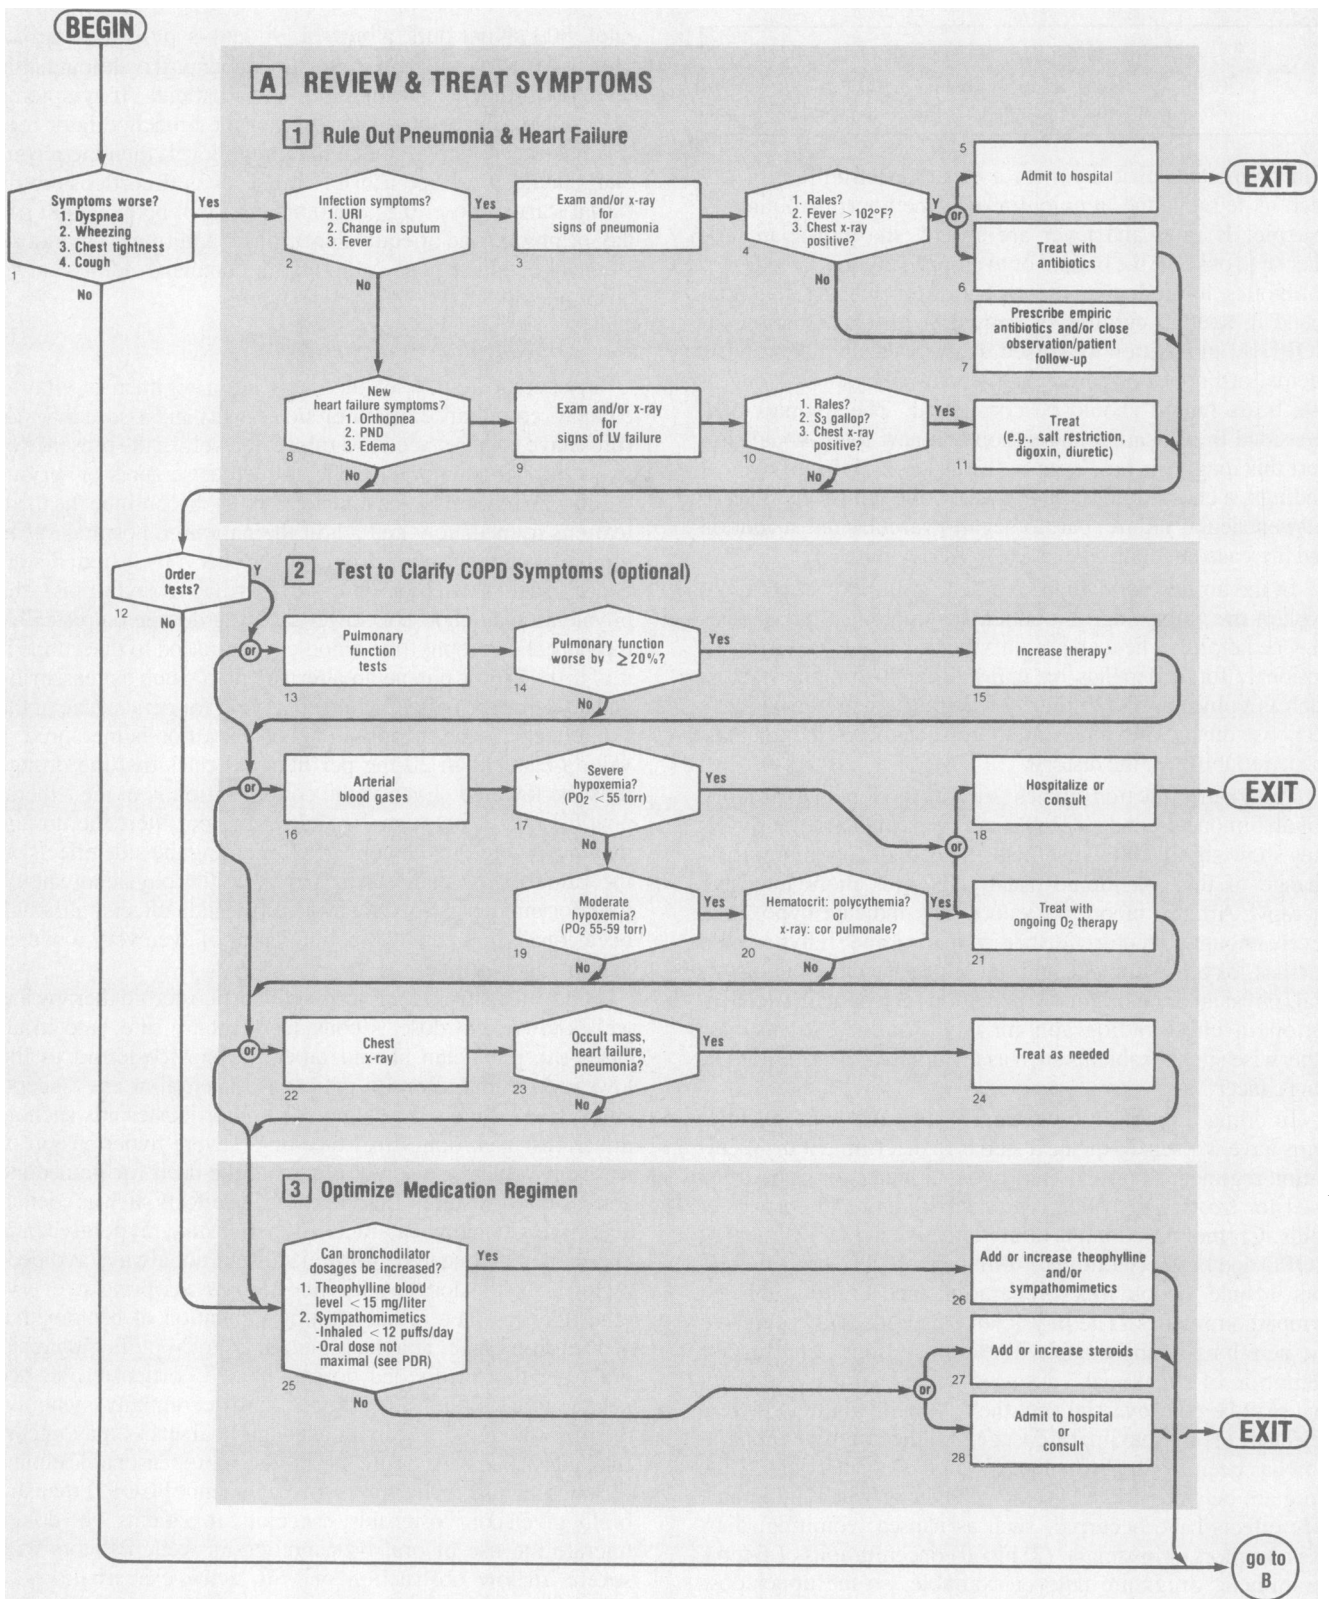 BEGIN
A REVIEW & TREAT SYMPTOMS
1 Rule Out Pneumonia & Heart Failure
Symptoms worse?
1. Dyspnea
2. Wheezing
3. Chest tightness
4. Cough
1
Yes
No
Infection symptoms?
1. URI
2. Change in sputum
3. Fever
2
Yes
No
Exam and/or x-ray
for
signs of pneumonia
3
1. Rales?
2. Fever >102°F?
3. Chest x-ray
positive?
4
Y
No
or
5
Admit to hospital
EXIT
Treat with
antibiotics
6
Prescribe empiric
antibiotics and/or close
observation/patient
follow-up
7
New
heart failure symptoms?
1. Orthopnea
2. PND
3. Edema
8
Yes
No
Exam and/or x-ray
for
signs of LV failure
9
1. Rales?
2. S3 gallop?
3. Chest x-ray
positive?
10
Yes
No
Treat
(e.g., salt restriction,
digoxin, diuretic)
11
Order
tests?
12
Y
No
2 Test to Clarify COPD Symptoms (optional)
or
Pulmonary
function
tests
13
Pulmonary function
worse by ≥20%?
14
Yes
No
Increase therapy*
15
or
Arterial
blood gases
16
Severe
hypoxemia?
(PO2 <55 torr)
17
Yes
No
or
Hospitalize or
consult
18
EXIT
Moderate
hypoxemia?
(PO2 55-59 torr)
19
Yes
No
Hematocrit: polycythemia?
or
x-ray: cor pulmonale?
20
Yes
No
Treat with
ongoing O2 therapy
21
or
Chest
x-ray
22
Occult mass,
heart failure,
pneumonia?
23
Yes
No
Treat as needed
24
3 Optimize Medication Regimen
Can bronchodilator
dosages be increased?
1. Theophylline blood
level <15 mg/liter
2. Sympathomimetics
-Inhaled <12 puffs/day
-Oral dose not
maximal (see PDR)
25
Yes
No
Add or increase theophylline
and/or
sympathomimetics
26
or
Add or increase steroids
27
Admit to hospital
or
consult
28
EXIT
go to
B